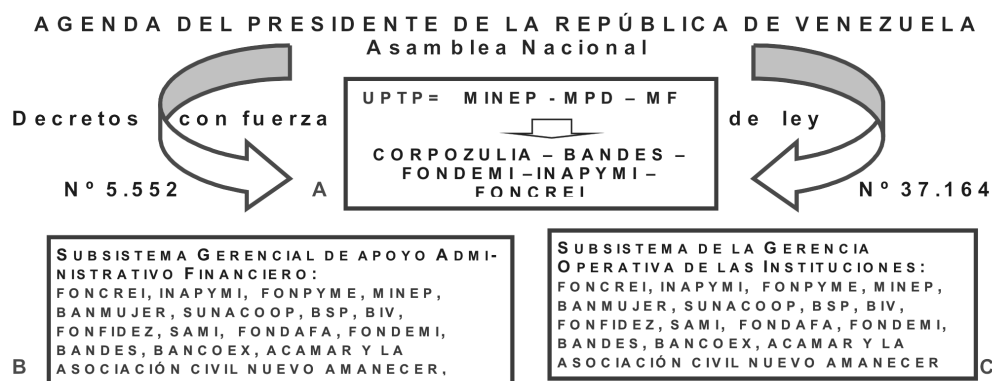 AGENDA DEL PRESIDENTE DE LA REPÚBLICA DE VENEZUELA
Asamblea Nacional
Decretos con fuerza de ley
UPTP= MINEP - MPD – MF
CORPOZULIA – BANDES –
FONDEMI –INAPYMI –
FONCREI
Nº 5.552
A
Nº 37.164
SUBSISTEMA GERENCIAL DE APOYO ADMI-
NISTRATIVO FINANCIERO:
FONCREI, INAPYMI, FONPYME, MINEP,
BANMUJER, SUNACOOP, BSP, BIV,
FONFIDEZ, SAMI, FONDAFA, FONDEMI,
BANDES, BANCOEX, ACAMAR Y LA
ASOCIACIÓN CIVIL NUEVO AMANECER,
B
SUBSISTEMA DE LA GERENCIA
OPERATIVA DE LAS INSTITUCIONES:
FONCREI, INAPYMI, FONPYME, MINEP,
BANMUJER, SUNACOOP, BSP, BIV,
FONFIDEZ, SAMI, FONDAFA, FONDEMI,
BANDES, BANCOEX, ACAMAR Y LA
ASOCIACIÓN CIVIL NUEVO AMANECER
C